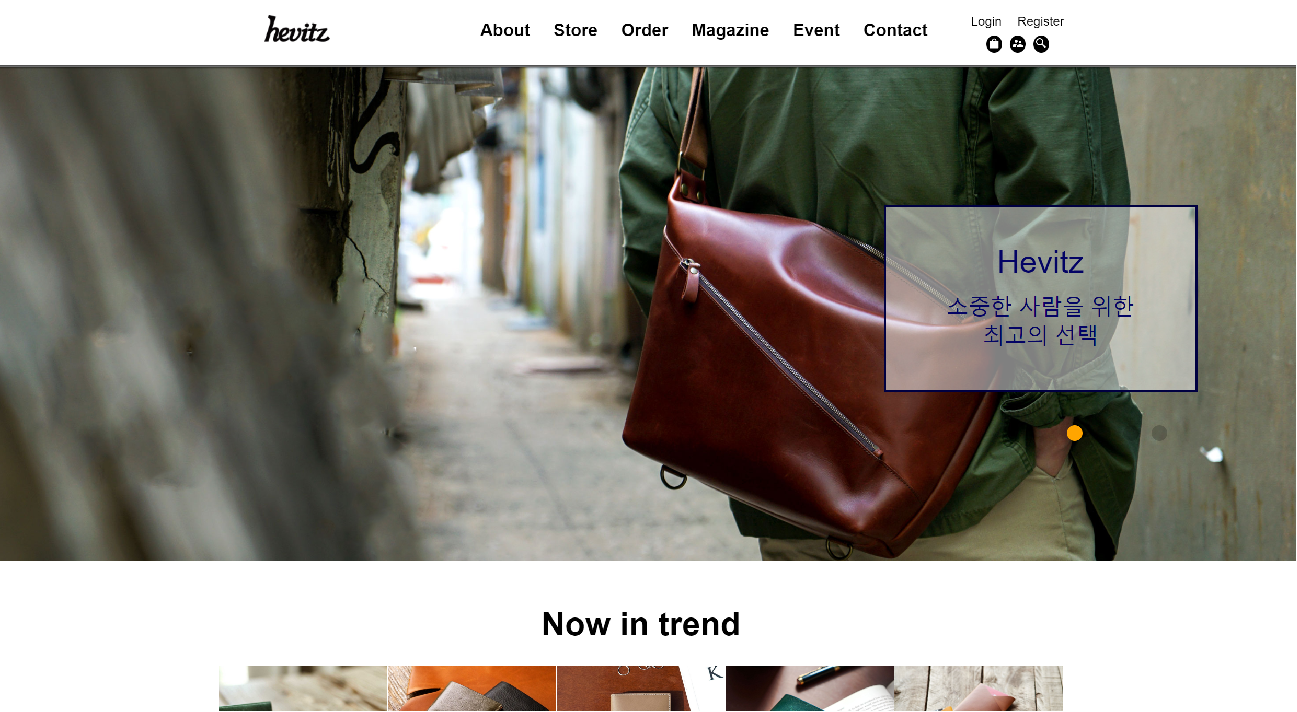 hevitz
About Store Order Magazine Event Contact
Login Register
Hevitz
소중한 사람을 위한
최고의 선택
Now in trend
K